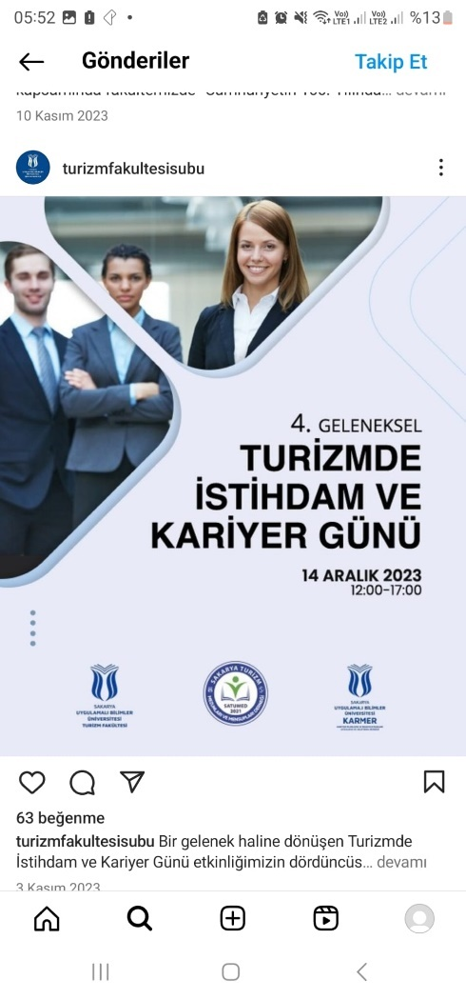 05:52
Vo)) LTE1 Vo)) LTE2 %13
Gönderiler
Takip Et
kapsamında fakültemizde "Cumhuriyetin 100. Yılında... devamı
10 Kasım 2023
turizmfakultesisubu
4. GELENEKSEL
TURİZMDE
İSTİHDAM VE
KARİYER GÜNÜ
14 ARALIK 2023
12:00-17:00
SAKARYA
UYGULAMALI BİLİMLER
ÜNİVERSİTESİ
TURİZM FAKÜLTESİ
SAKARYA TURİZM
SATUMED
2021
SAKARYA
UYGULAMALI BİLİMLER
ÜNİVERSİTESİ
KARMER
63 beğenme
turizmfakultesisubu Bir gelenek haline dönüşen Turizmde
İstihdam ve Kariyer Günü etkinliğimizin dördüncüs... devamı
3 Kasım 2023